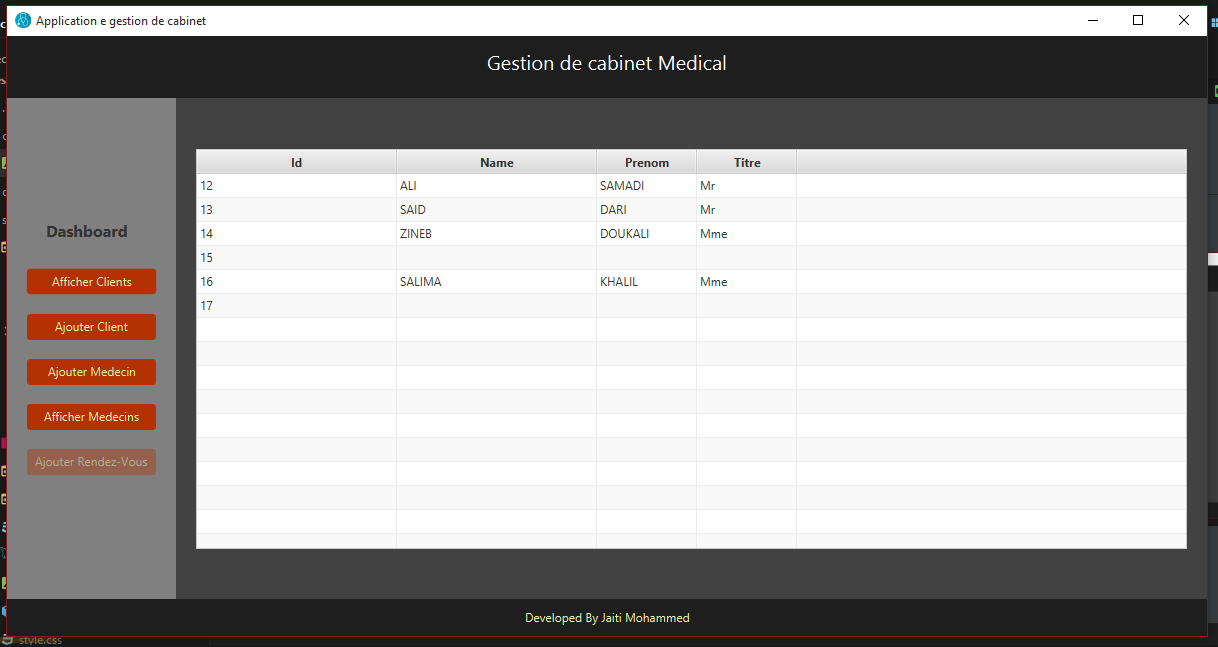 Application e gestion de cabinet
Gestion de cabinet Medical
Dashboard
Afficher Clients
Ajouter Client
Ajouter Medecin
Afficher Medecins
Ajouter Rendez-Vous
Id Name Prenom Titre
12 ALI SAMADI Mr
13 SAID DARI Mr
14 ZINEB DOUKALI Mme
15
16 SALIMA KHALIL Mme
17
Developed By Jaiti Mohammed
style.css